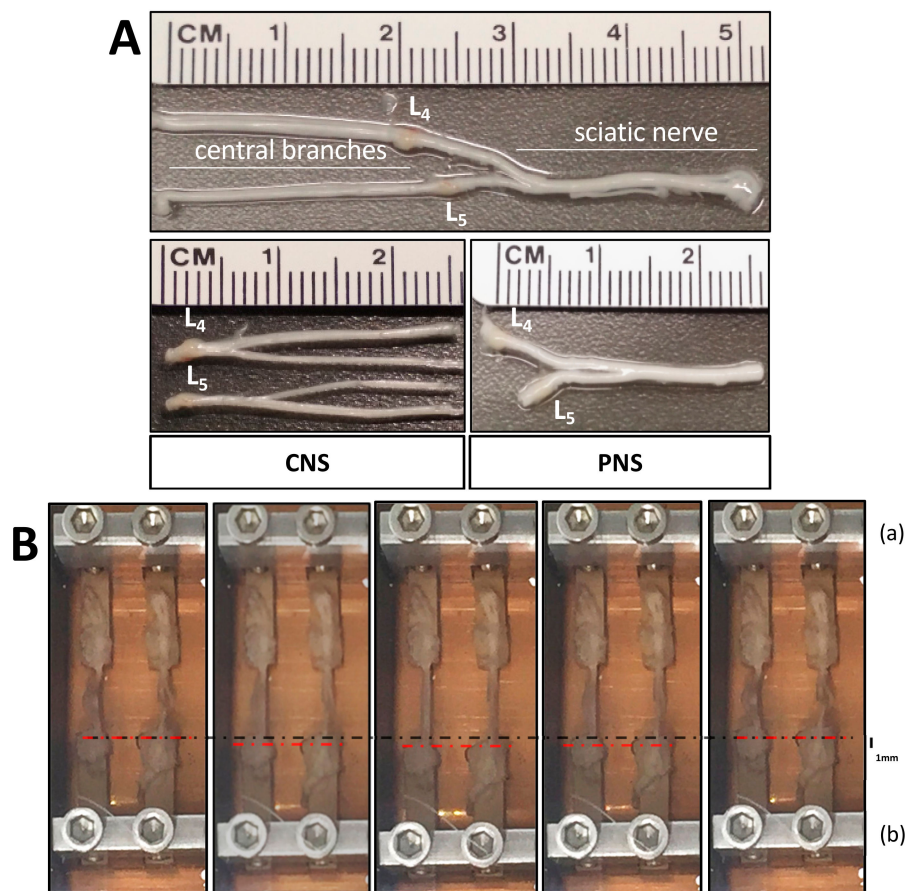 A
CM 1 2 3 4 5
L4
sciatic nerve
central branches
L5
CM 1 2
L4
L5
CM 1 2
L4
L5
CNS
PNS
B
(a)
1mm
(b)